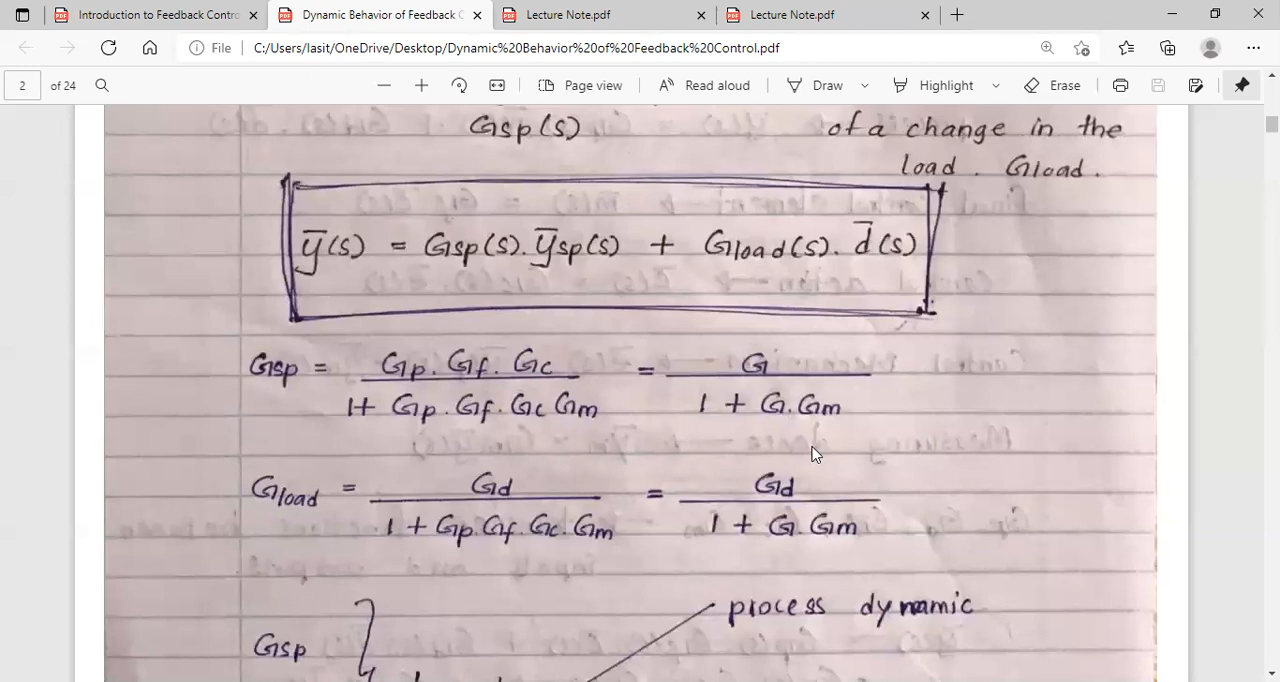 Introduction to Feedback Contro
Dynamic Behavior of Feedback C
Lecture Note.pdf
Lecture Note.pdf
File
C:/Users/lasit/OneDrive/Desktop/Dynamic%20Behavior%20of%20Feedback%20Control.pdf
2 of 24
Page view
Read aloud
Draw
Highlight
Erase
Gsp(s)
of a change in the
load. Gload.
ȳ(s) = Gsp(s).ȳsp(s) + Gload(s). d̄(s)
Gsp = Gp. Gf. Gc / 1+ Gp. Gf. Gc Gm = G / 1 + G.Gm
Gload = Gd / 1 + Gp.Gf.Gc.Gm = Gd / 1 + G.Gm
process dynamic
Gsp